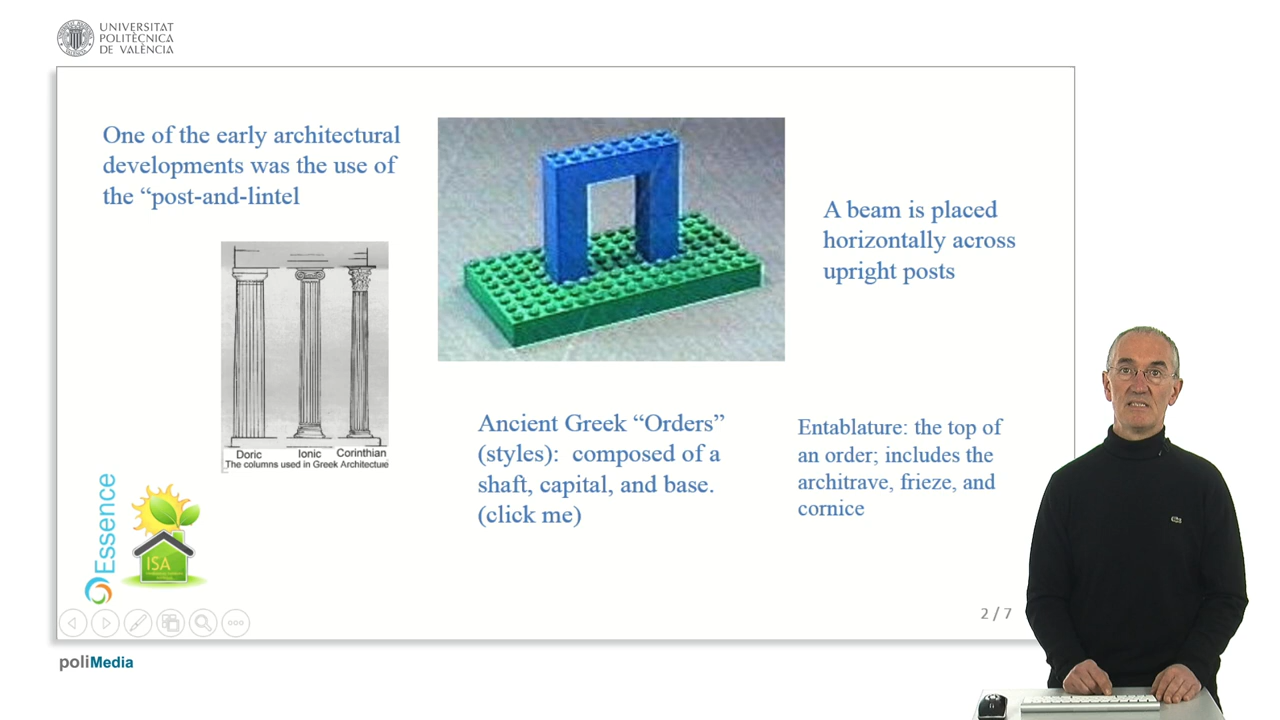 UNIVERSITAT
POLITÈCNICA
DE VALÈNCIA
One of the early architectural
developments was the use of
the “post-and-lintel
A beam is placed
horizontally across
upright posts
Doric Ionic Corinthian
The columns used in Greek Architectue
Ancient Greek “Orders”
(styles): composed of a
shaft, capital, and base.
(click me)
Entablature: the top of
an order; includes the
architrave, frieze, and
cornice
Essence
ISA
2 / 7
poliMedia